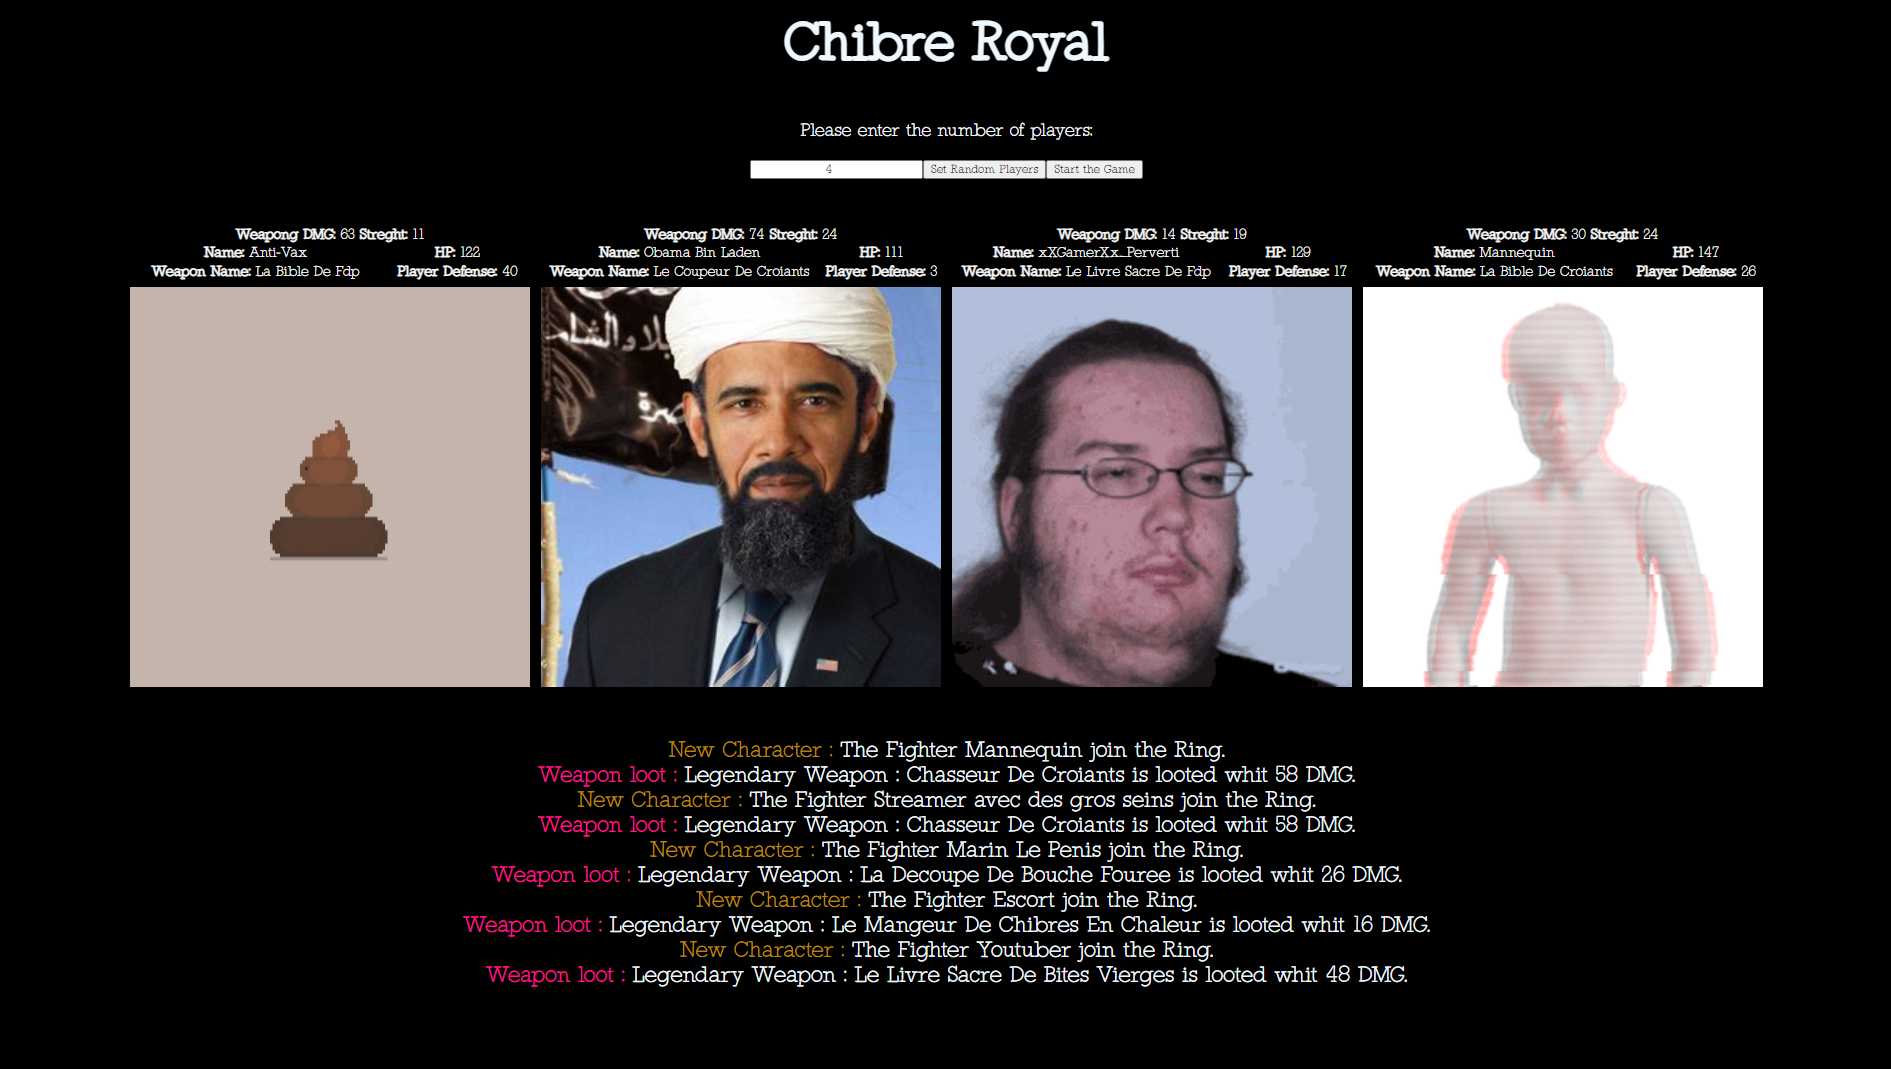 Chibre Royal
Please enter the number of players:
4 Set Random Players Start the Game
Weapong DMG: 63 Streght: 11
Name: Anti-Vax HP: 122
Weapon Name: La Bible De Fdp Player Defense: 40
Weapong DMG: 74 Streght: 24
Name: Obama Bin Laden HP: 111
Weapon Name: Le Coupeur De Croiants Player Defense: 3
Weapong DMG: 14 Streght: 19
Name: xXGamerXx_Perverti HP: 129
Weapon Name: Le Livre Sacre De Fdp Player Defense: 17
Weapong DMG: 30 Streght: 24
Name: Mannequin HP: 147
Weapon Name: La Bible De Croiants Player Defense: 26
New Character : The Fighter Mannequin join the Ring.
Weapon loot : Legendary Weapon : Chasseur De Croiants is looted whit 58 DMG.
New Character : The Fighter Streamer avec des gros seins join the Ring.
Weapon loot : Legendary Weapon : Chasseur De Croiants is looted whit 58 DMG.
New Character : The Fighter Marin Le Penis join the Ring.
Weapon loot : Legendary Weapon : La Decoupe De Bouche Fouree is looted whit 26 DMG.
New Character : The Fighter Escort join the Ring.
Weapon loot : Legendary Weapon : Le Mangeur De Chibres En Chaleur is looted whit 16 DMG.
New Character : The Fighter Youtuber join the Ring.
Weapon loot : Legendary Weapon : Le Livre Sacre De Bites Vierges is looted whit 48 DMG.